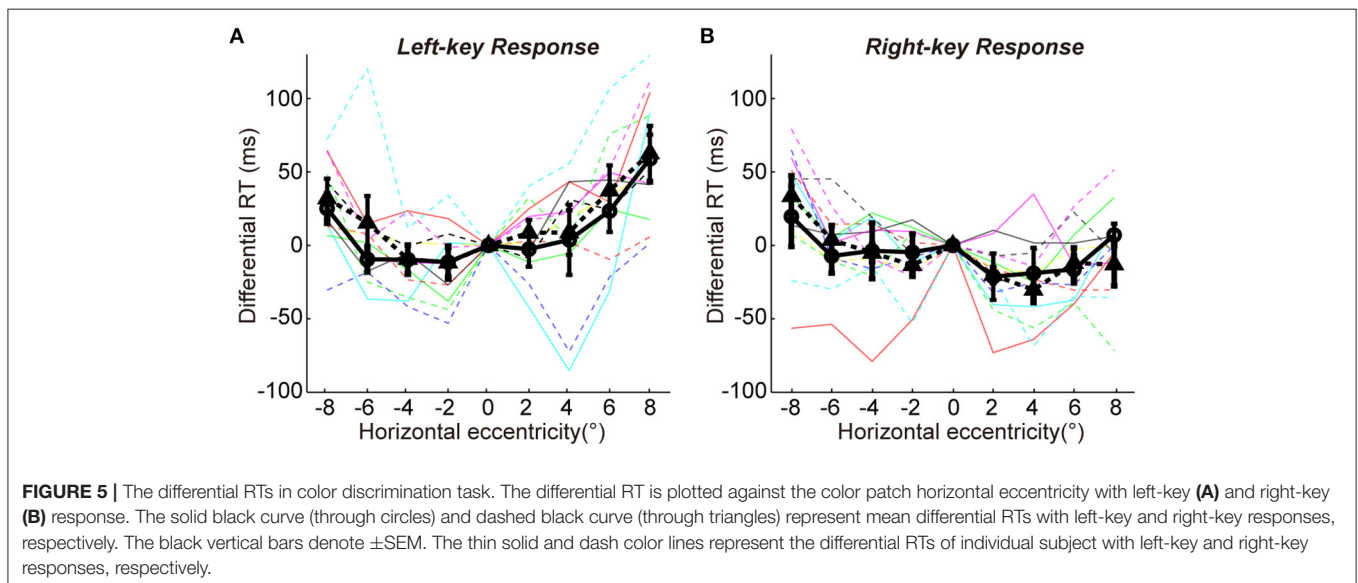 A
Left-key Response
B
Right-key Response
Differential RT (ms)
100
50
0
-50
-100
-8 -6 -4 -2 0 2 4 6 8
Horizontal eccentricity(°)
Differential RT (ms)
100
50
0
-50
-100
-8 -6 -4 -2 0 2 4 6 8
Horizontal eccentricity(°)
FIGURE 5 | The differential RTs in color discrimination task. The differential RT is plotted against the color patch horizontal eccentricity with left-key (A) and right-key
(B) response. The solid black curve (through circles) and dashed black curve (through triangles) represent mean differential RTs with left-key and right-key responses,
respectively. The black vertical bars denote ±SEM. The thin solid and dash color lines represent the differential RTs of individual subject with left-key and right-key
responses, respectively.